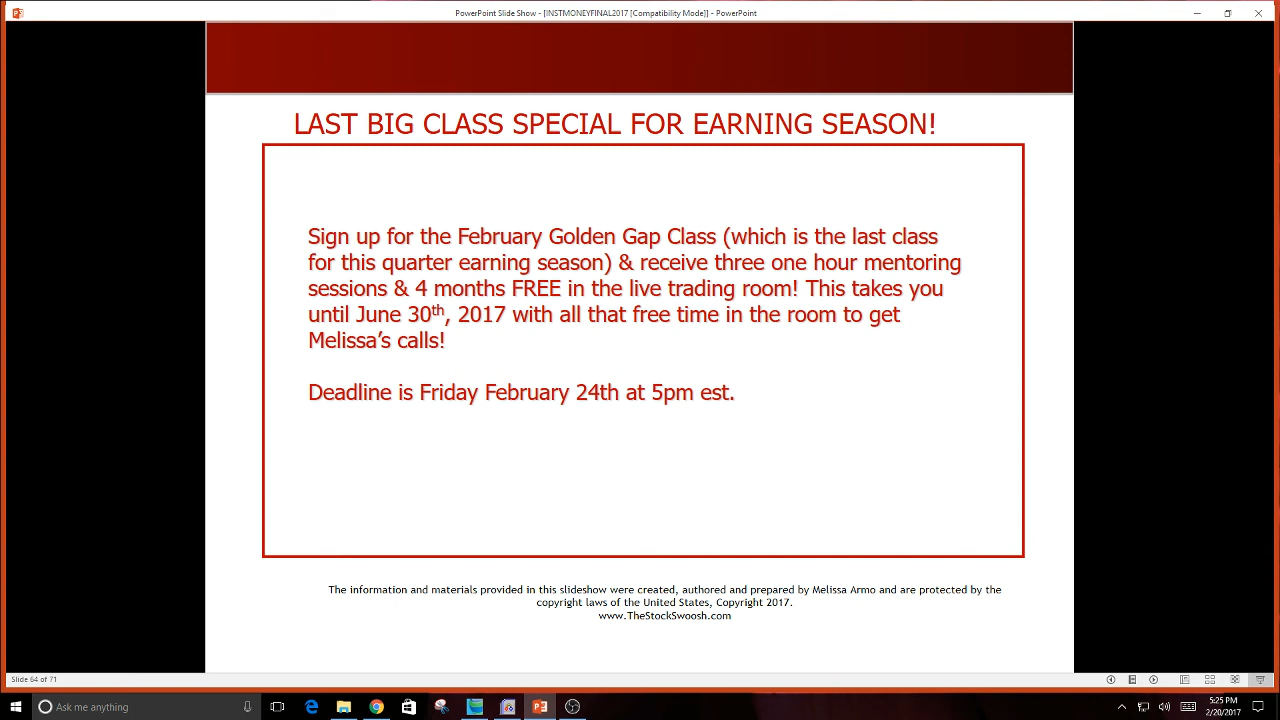 PowerPoint Slide Show - [INSTMONEYFINAL2017 [Compatibility Mode]] - PowerPoint
LAST BIG CLASS SPECIAL FOR EARNING SEASON!
Sign up for the February Golden Gap Class (which is the last class
for this quarter earning season) & receive three one hour mentoring
sessions & 4 months FREE in the live trading room! This takes you
until June 30th, 2017 with all that free time in the room to get
Melissa’s calls!
Deadline is Friday February 24th at 5pm est.
The information and materials provided in this slideshow were created, authored and prepared by Melissa Armo and are protected by the
copyright laws of the United States, Copyright 2017.
www.TheStockSwoosh.com
Slide 64 of 71
Ask me anything
5:25 PM
2/20/2017